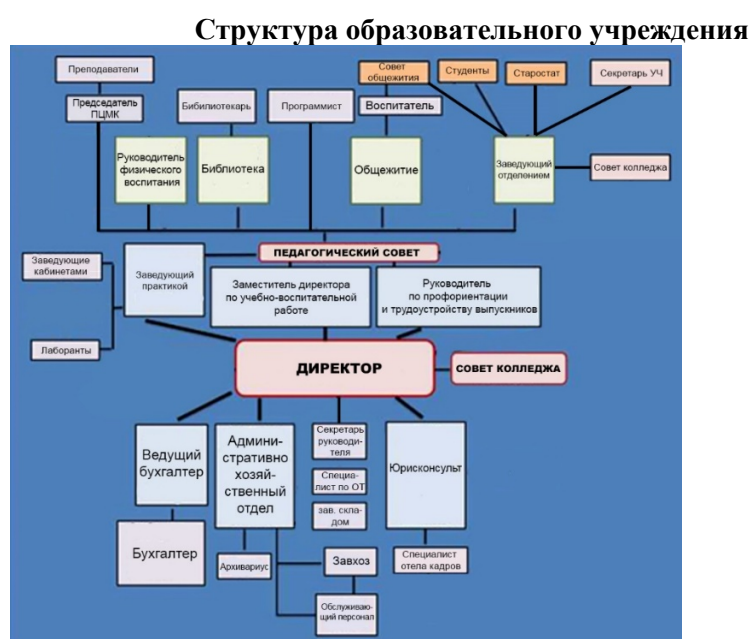 Структура образовательного учреждения
Преподаватели
Совет
общежития
Студенты
Старостат
Секретарь УЧ
Председатель
ПЦМК
Бибилиотекарь
Программист
Воспитатель
Руководитель
физического
воспитания
Библиотека
Общежитие
Заведующий
отделением
Совет колледжа
ПЕДАГОГИЧЕСКИЙ СОВЕТ
Заведующие
кабинетами
Заведующий
практикой
Заместитель директора
по учебно-воспитательной
работе
Руководитель
по профориентации
и трудоустройству выпускников
Лаборанты
ДИРЕКТОР
СОВЕТ КОЛЛЕДЖА
Ведущий
бухгалтер
Админи-
стративно
хозяй-
ственный
отдел
Секретарь
руководи-
теля
Специа-
лист по ОТ
зав. скла-
дом
Юрисконсульт
Бухгалтер
Архивариус
Завхоз
Специалист
отела кадров
Обслуживаю-
щий персонал